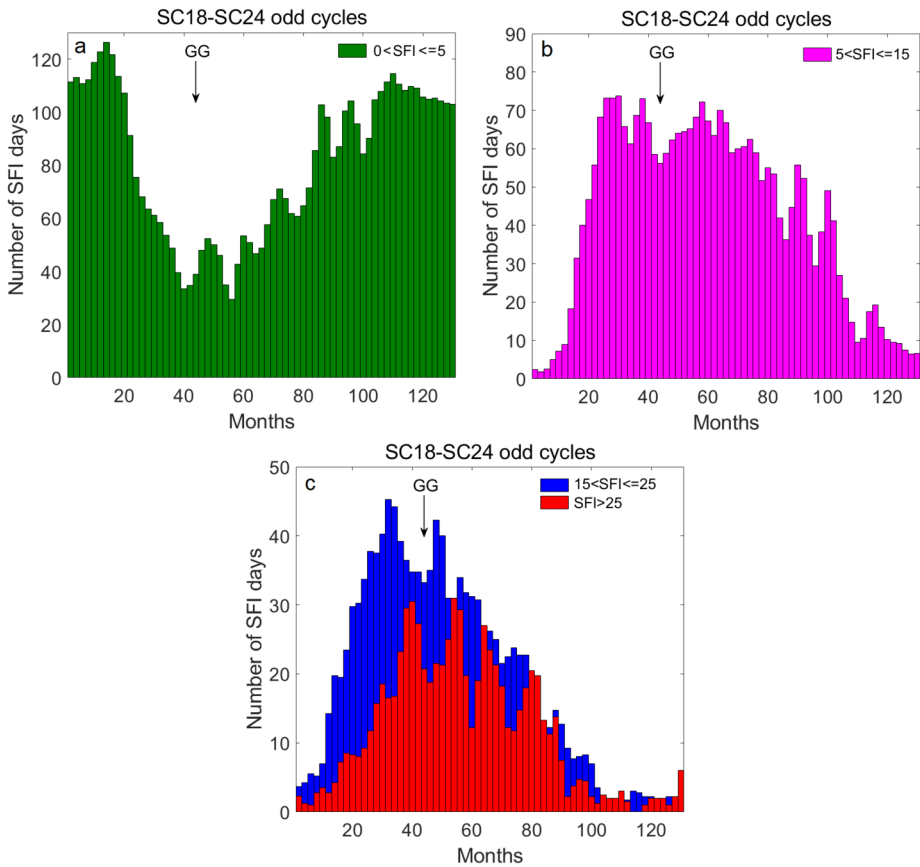 SC18-SC24 odd cycles
a
GG
0<SFI<=5
Number of SFI days
0
20
40
60
80
100
120
20
40
60
80
100
120
Months
SC18-SC24 odd cycles
b
GG
5<SFI<=15
Number of SFI days
0
10
20
30
40
50
60
70
80
90
20
40
60
80
100
120
Months
SC18-SC24 odd cycles
c
GG
15<SFI<=25
SFI>25
Number of SFI days
0
10
20
30
40
50
20
40
60
80
100
120
Months